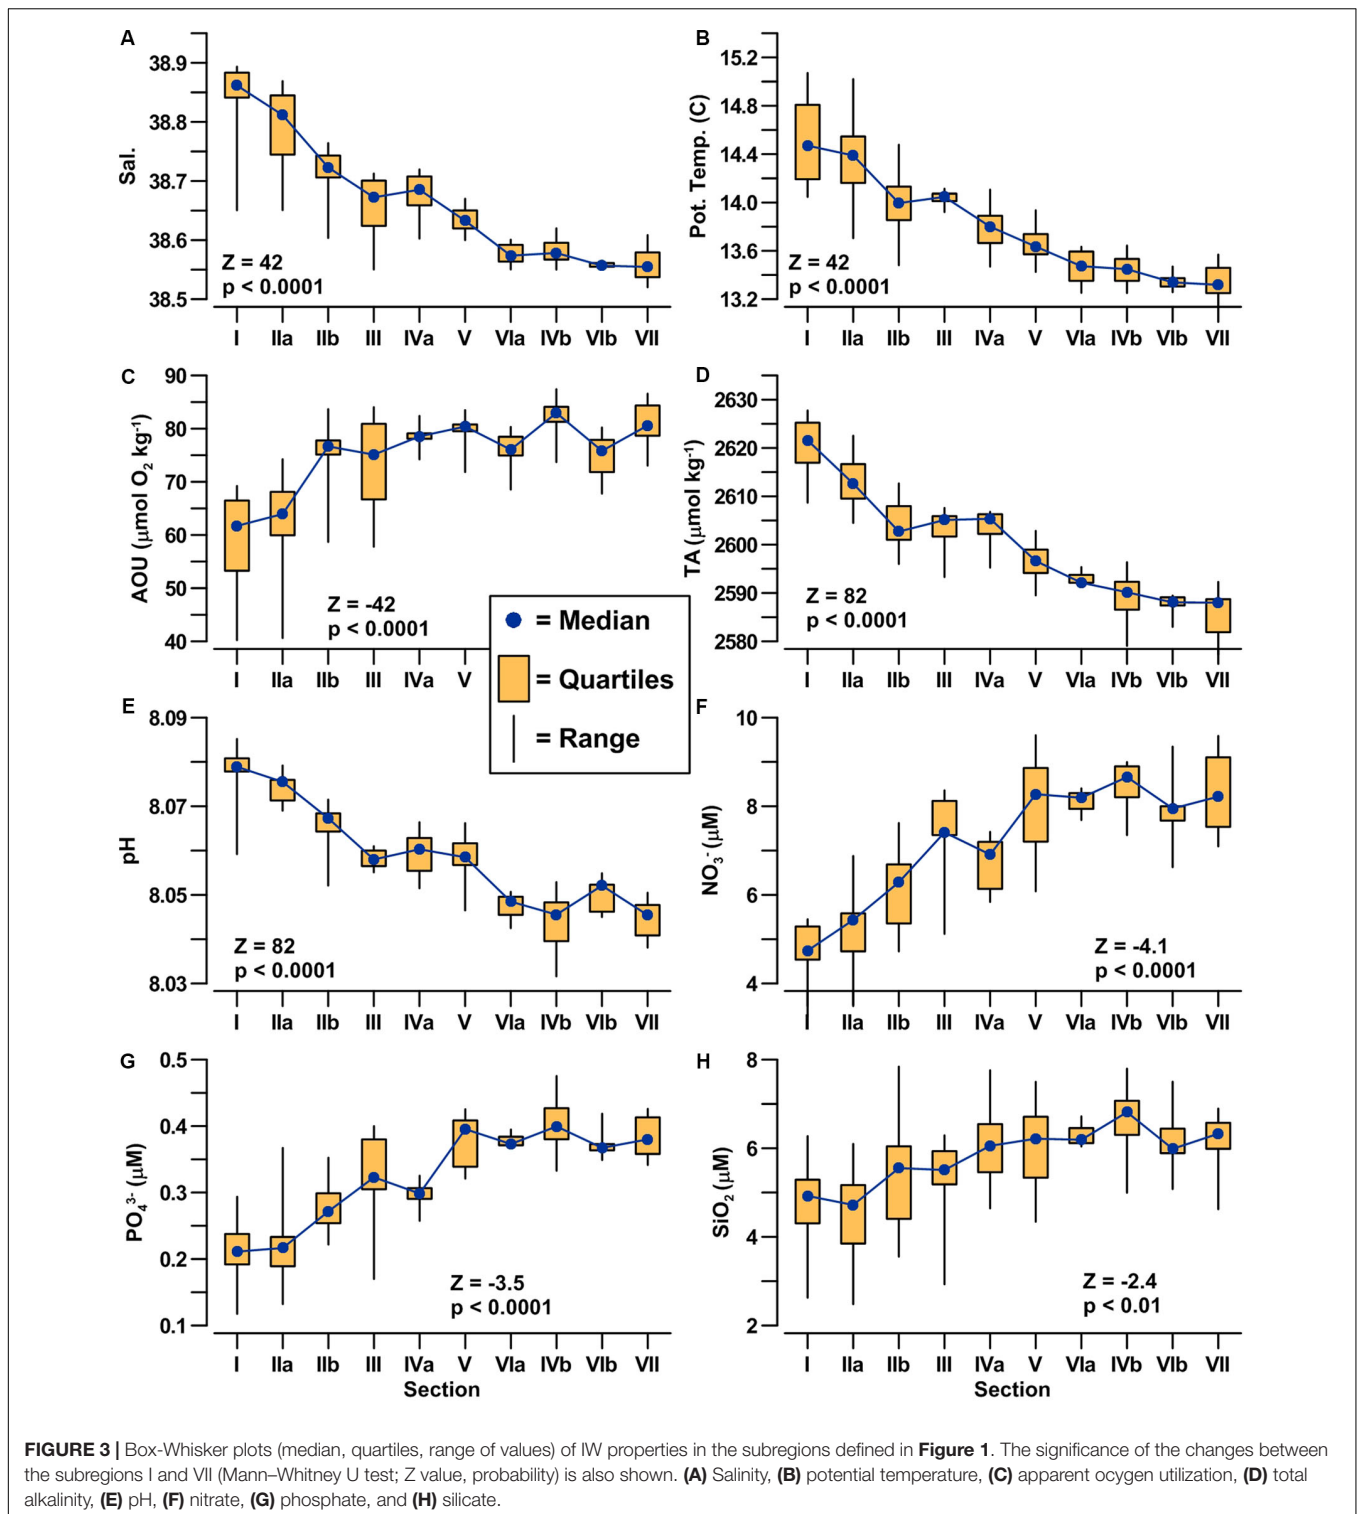 A
38.9
38.8
38.7
38.6
38.5
Sal.
Z = 42
p < 0.0001
I IIa IIb III IVa V VIa IVb VIb VII
B
15.2
14.8
14.4
14.0
13.6
13.2
Pot. Temp. (C)
Z = 42
p < 0.0001
I IIa IIb III IVa V VIa IVb VIb VII
C
90
80
70
60
50
40
AOU (μmol O2 kg-1)
Z = -42
p < 0.0001
I IIa IIb III IVa V
D
2630
2620
2610
2600
2590
2580
TA (μmol kg-1)
Z = 82
p < 0.0001
I IIa IIb III IVa V VIa IVb VIb VII
= Median
= Quartiles
= Range
E
8.09
8.07
8.05
8.03
pH
Z = 82
p < 0.0001
I IIa IIb III IVa V VIa IVb VIb VII
F
10
8
6
4
NO3- (μM)
Z = -4.1
p < 0.0001
I IIa IIb III IVa V VIa IVb VIb VII
G
0.5
0.4
0.3
0.2
0.1
PO43- (μM)
Z = -3.5
p < 0.0001
I IIa IIb III IVa V VIa IVb VIb VII
Section
H
8
6
4
2
SiO2 (μM)
Z = -2.4
p < 0.01
I IIa IIb III IVa V VIa IVb VIb VII
Section
FIGURE 3 | Box-Whisker plots (median, quartiles, range of values) of IW properties in the subregions defined in Figure 1. The significance of the changes between
the subregions I and VII (Mann–Whitney U test; Z value, probability) is also shown. (A) Salinity, (B) potential temperature, (C) apparent ocygen utilization, (D) total
alkalinity, (E) pH, (F) nitrate, (G) phosphate, and (H) silicate.